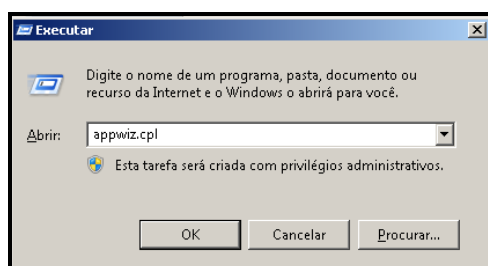 Executar
Digite o nome de um programa, pasta, documento ou
recurso da Internet e o Windows o abrirá para você.
Abrir:
appwiz.cpl
Esta tarefa será criada com privilégios administrativos.
OK
Cancelar
Procurar...